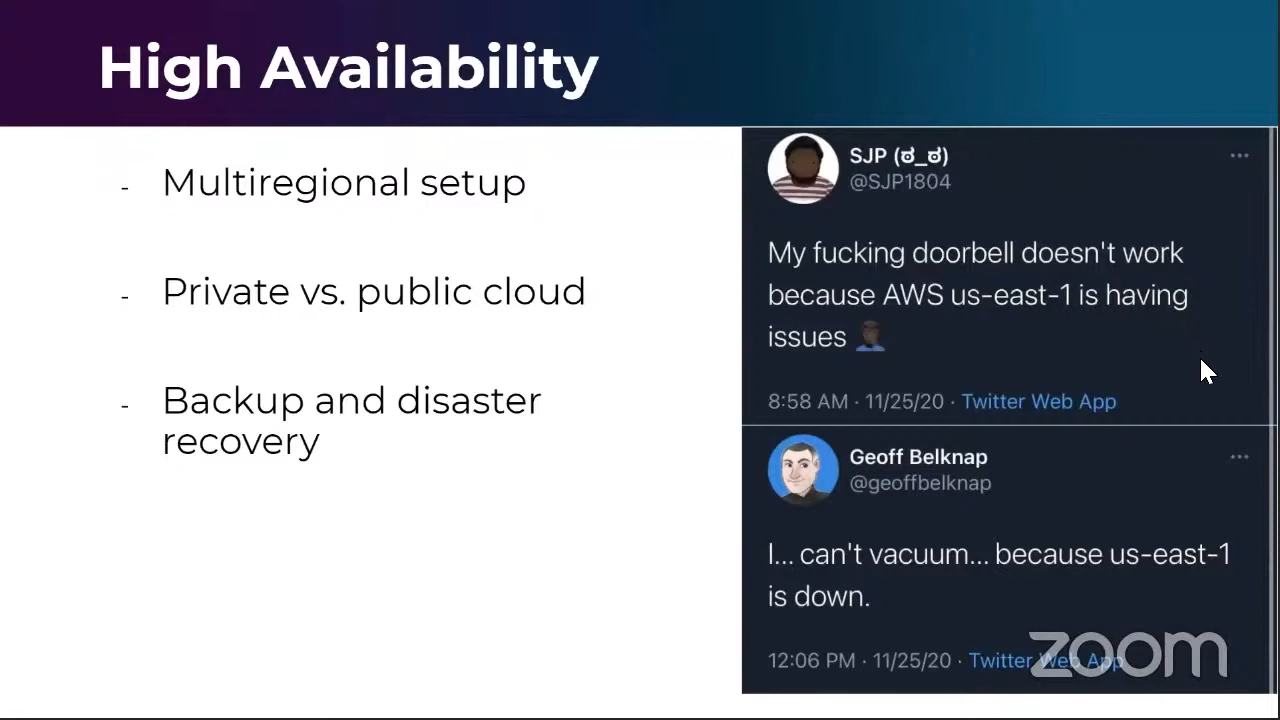 High Availability
- Multiregional setup
- Private vs. public cloud
- Backup and disaster
recovery
SJP (ಠ_ಠ)
@SJP1804
My fucking doorbell doesn't work
because AWS us-east-1 is having
issues
8:58 AM · 11/25/20 · Twitter Web App
Geoff Belknap
@geoffbelknap
I... can't vacuum... because us-east-1
is down.
12:06 PM · 11/25/20 · Twitter Web App
zoom